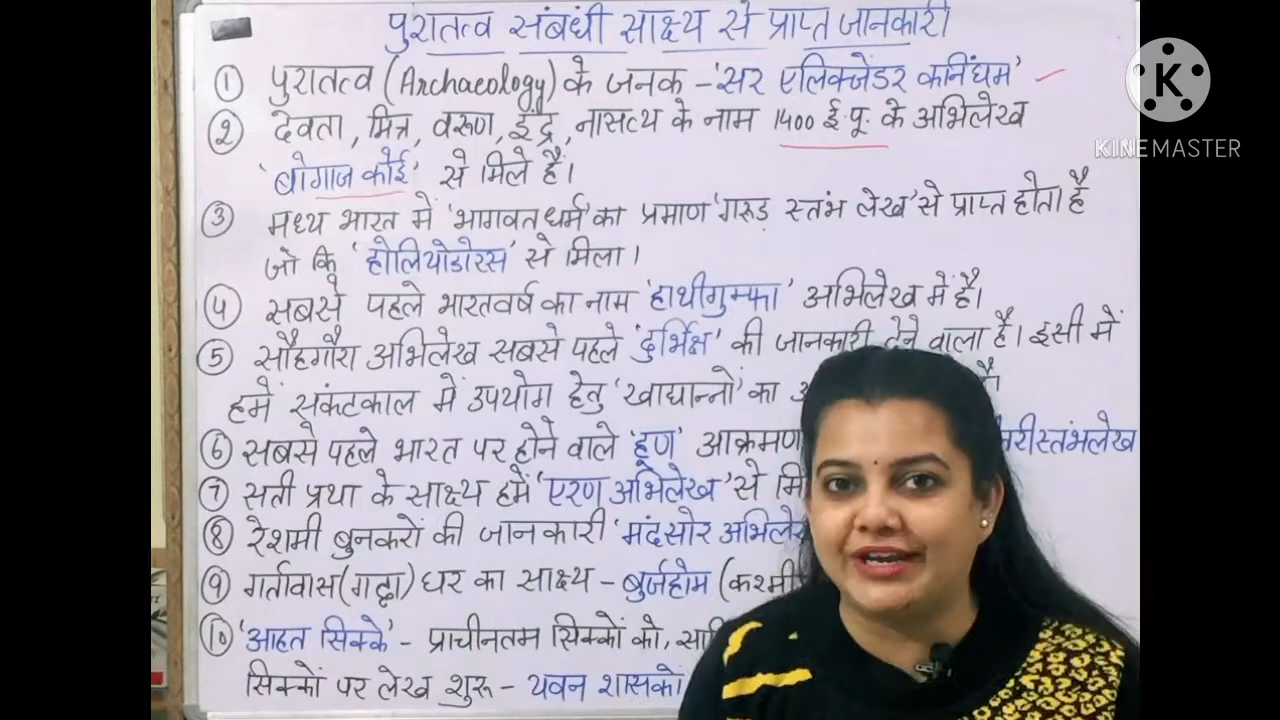 पुरातत्व संबंधी साक्ष्य से प्राप्त जानकारी
① पुरातत्व (Archaeology) के जनक - 'सर एलिक्जेंडर कनिंघम'
② देवता, मित्र, वरूण, इंद्र, नासत्य के नाम 1400 ई.पू. के अभिलेख
'बोगाज कोई' से मिले हैं।
③ मध्य भारत में 'भागवत धर्म' का प्रमाण 'गरूड़ स्तंभ लेख' से प्राप्त होता है
जो कि 'होलियोडोरस' से मिला।
④ सबसे पहले भारतवर्ष का नाम 'हाथीगुम्फा' अभिलेख में है।
⑤ सौहगौरा अभिलेख सबसे पहले 'दुर्भिक्ष' की जानकारी देने वाला है। इसी में
हमें संकटकाल में उपयोग हेतु 'खाद्यान्नों' का
⑥ सबसे पहले भारत पर होने वाले 'हूण' आक्रमण
⑦ सती प्रथा के साक्ष्य हमें 'एरण अभिलेख' से
⑧ रेशमी बुनकरों की जानकारी 'मंदसोर
⑨ गर्तावास (गढ्ढा) घर का साक्ष्य - बुर्जहोम
⑩ 'आहत सिक्के' - प्राचीनतम सिक्कों को,
सिक्कों पर लेख शुरू - यवन शासकों
K
KINEMASTER